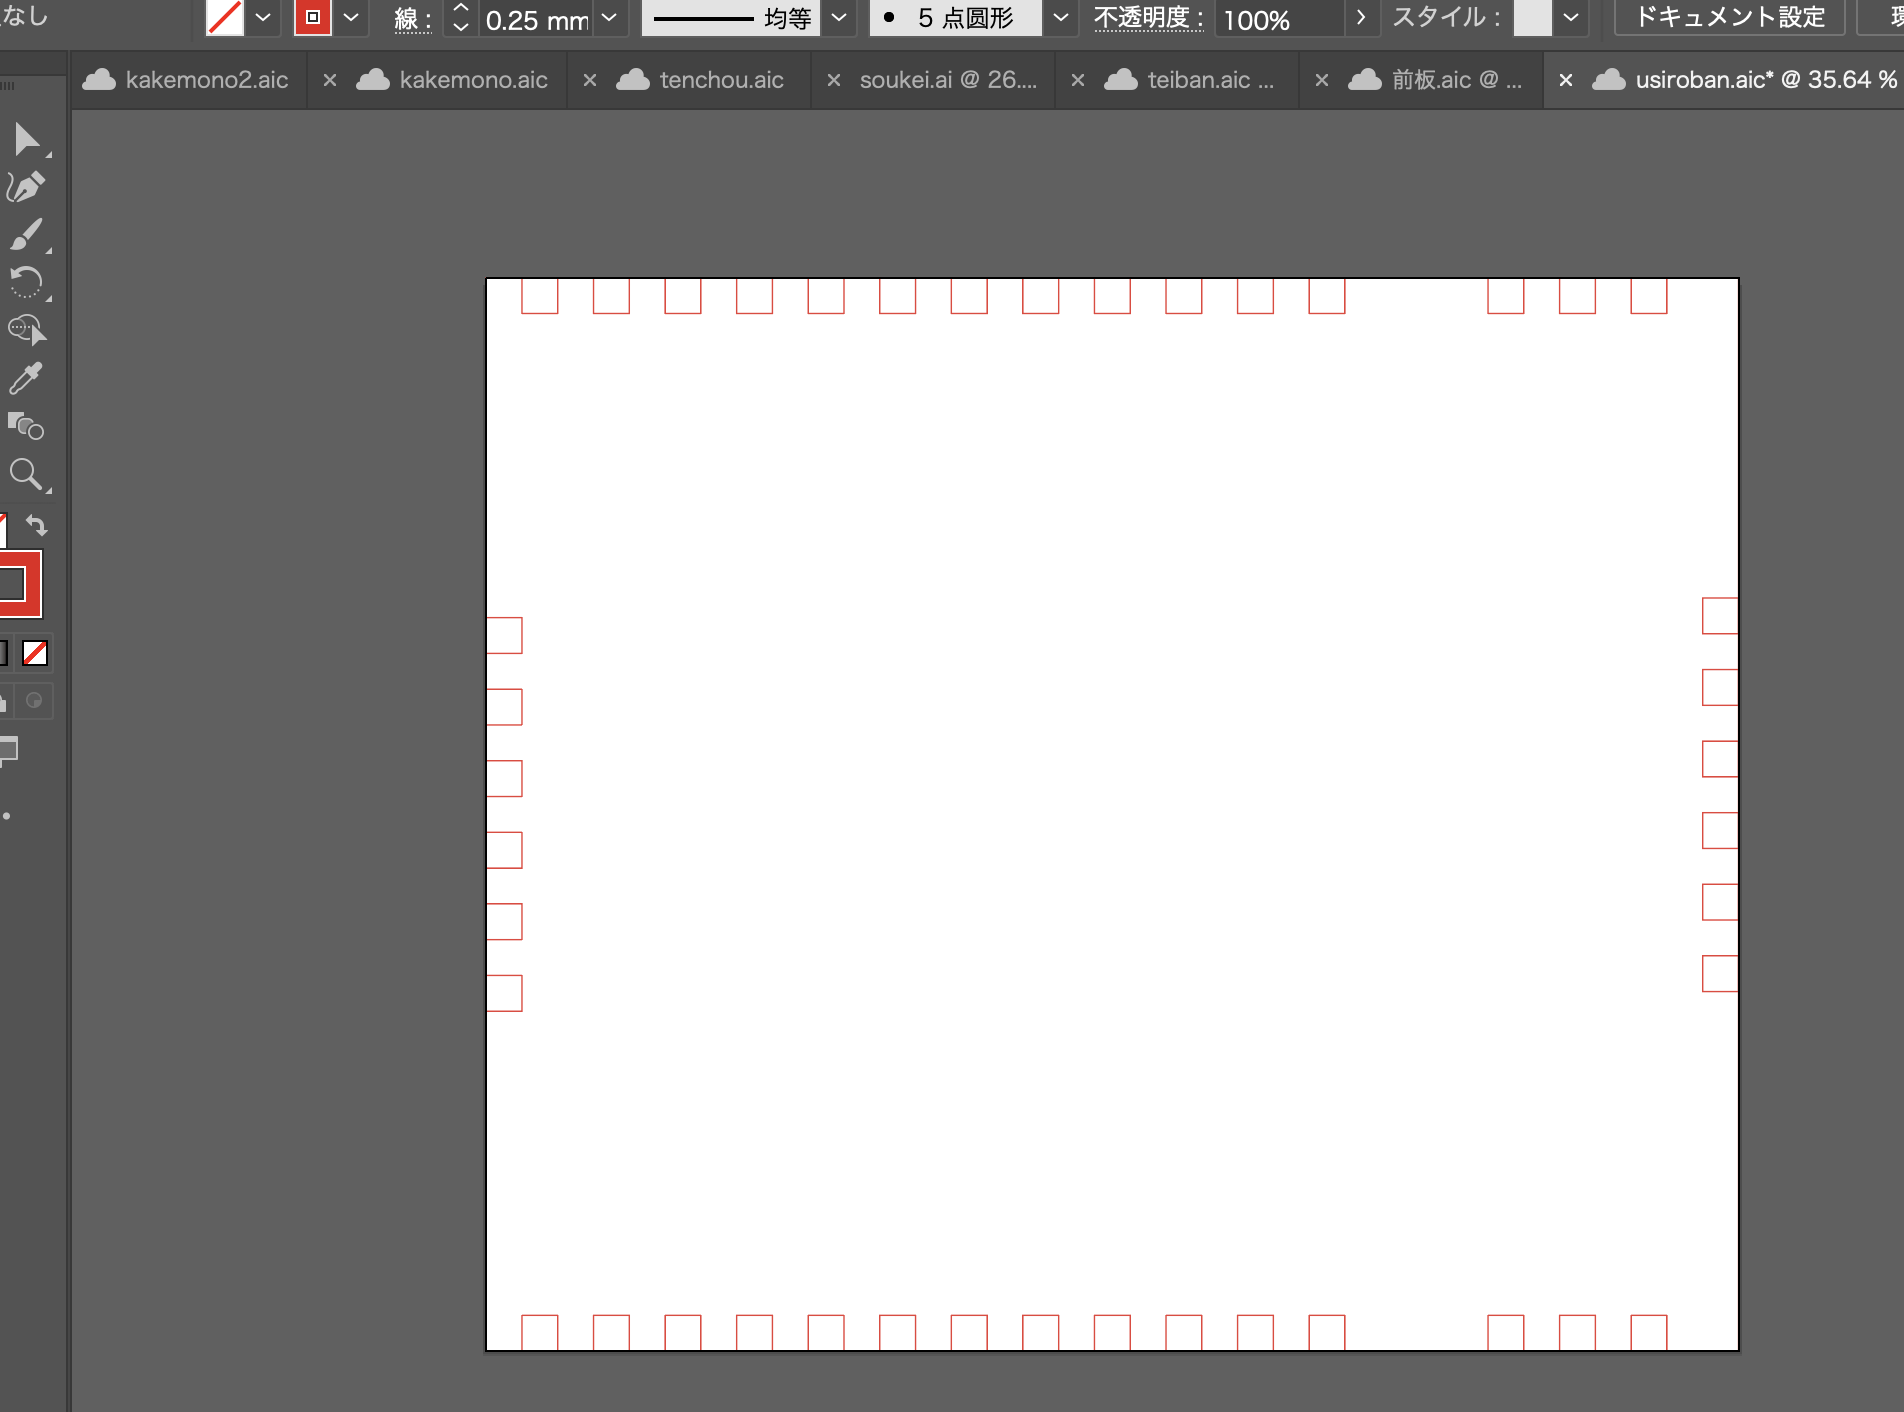 なし 線 : 0.25 mm 均等 5 点圆形 不透明度 : 100% スタイル : ドキュメント設定 環
kakemono2.aic × kakemono.aic × tenchou.aic × soukei.ai @ 26.... × teiban.aic ... × 前板.aic @ ... × usiroban.aic* @ 35.64 %